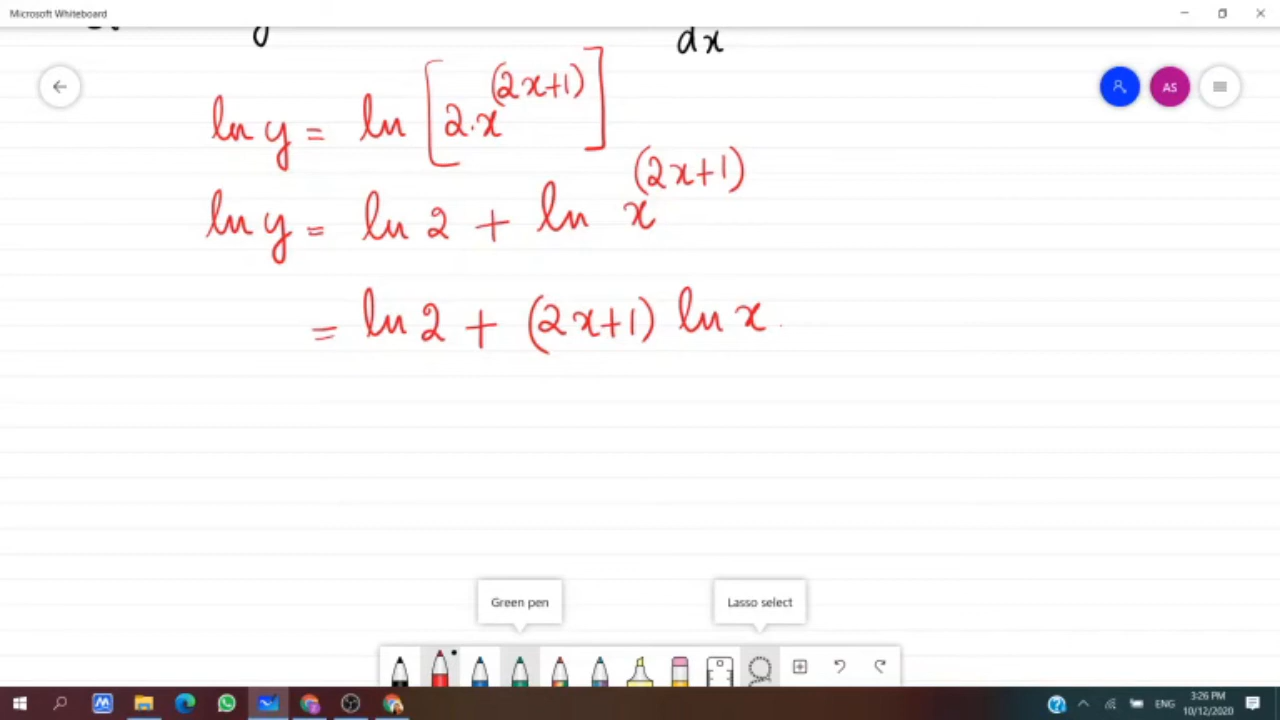 Microsoft Whiteboard
dx
AS
ln y = ln [2·x^(2x+1)]
ln y = ln 2 + ln x^(2x+1)
= ln 2 + (2x+1) ln x
Green pen
Lasso select
ENG
3:26 PM
10/12/2020